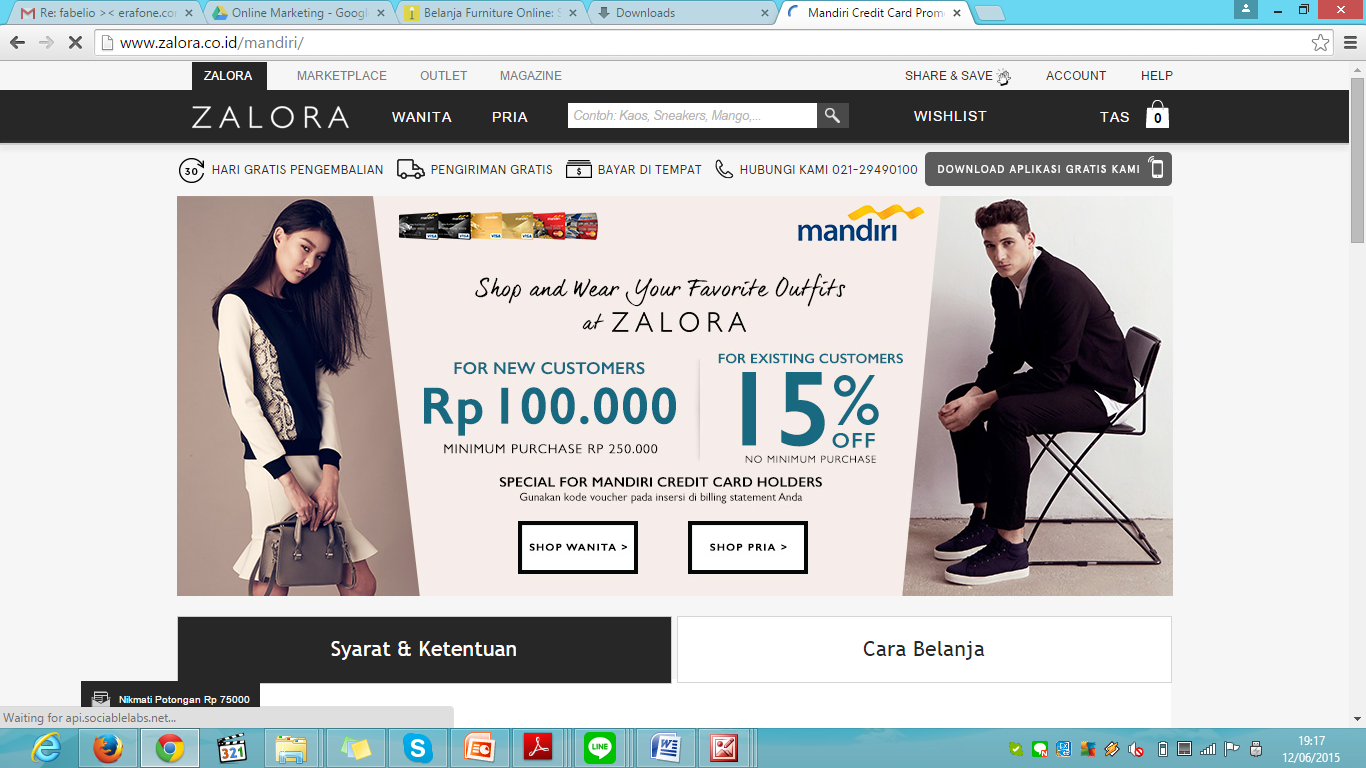 Re: fabelio >< erafone.co
Online Marketing - Googl
Belanja Furniture Online: S
Downloads
Mandiri Credit Card Prom
www.zalora.co.id/mandiri/
ZALORA MARKETPLACE OUTLET MAGAZINE SHARE & SAVE ACCOUNT HELP
ZALORA WANITA PRIA Contoh: Kaos, Sneakers, Mango,... WISHLIST TAS 0
30 HARI GRATIS PENGEMBALIAN PENGIRIMAN GRATIS $ BAYAR DI TEMPAT HUBUNGI KAMI 021-29490100 DOWNLOAD APLIKASI GRATIS KAMI
mandiri
Shop and Wear Your Favorite Outfits
at ZALORA
FOR NEW CUSTOMERS
Rp 100.000
MINIMUM PURCHASE RP 250.000
FOR EXISTING CUSTOMERS
15% OFF
NO MINIMUM PURCHASE
SPECIAL FOR MANDIRI CREDIT CARD HOLDERS
Gunakan kode voucher pada insersi di billing statement Anda
SHOP WANITA >
SHOP PRIA >
Syarat & Ketentuan
Cara Belanja
Nikmati Potongan Rp 75000
Waiting for api.sociablelabs.net...
321
LINE
19:17
12/06/2015